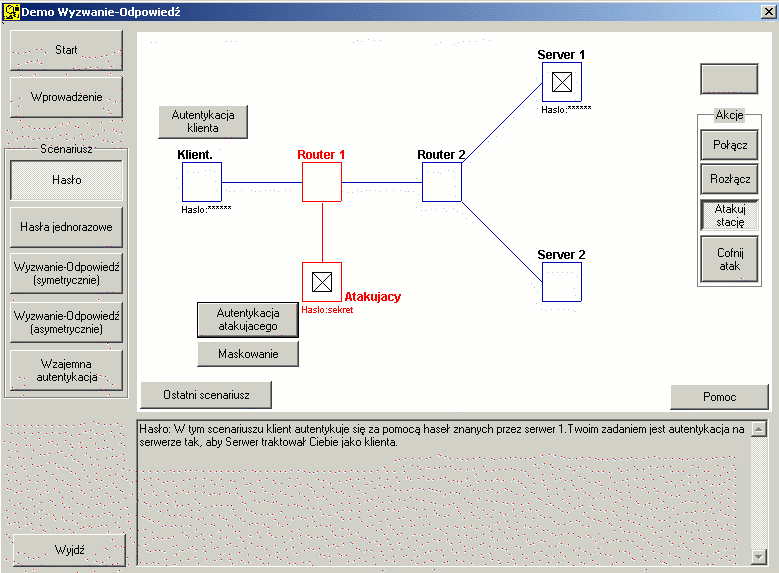 Demo Wyzwanie-Odpowiedź
Start
Wprowadzenie
Scenariusz
Hasło
Hasła jednorazowe
Wyzwanie-Odpowiedź
(symetrycznie)
Wyzwanie-Odpowiedź
(asymetrycznie)
Wzajemna
autentykacja
Wyjdź
Autentykacja
klienta
Klient.
Haslo:******
Router 1
Router 2
Server 1
Haslo:******
Server 2
Atakujacy
Haslo:sekret
Autentykacja
atakujacego
Maskowanie
Ostatni scenariusz
Akcje
Połącz
Rozłącz
Atakuj
stację
Cofnij
atak
Pomoc
Hasło: W tym scenariuszu klient autentykuje się za pomocą haseł znanych przez serwer 1.Twoim zadaniem jest autentykacja na
serwerze tak, aby Serwer traktował Ciebie jako klienta.